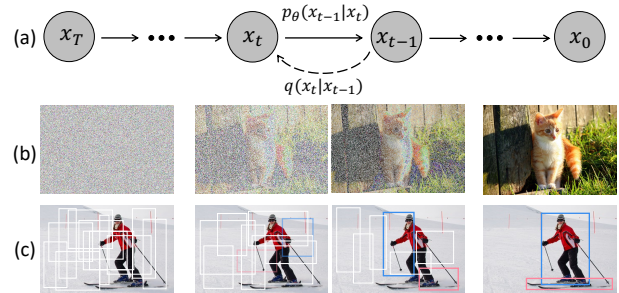 (a) x_T ••• x_t p_θ(x_{t−1}|x_t) x_{t−1} ••• x_0
q(x_t|x_{t−1})
(b)
(c)